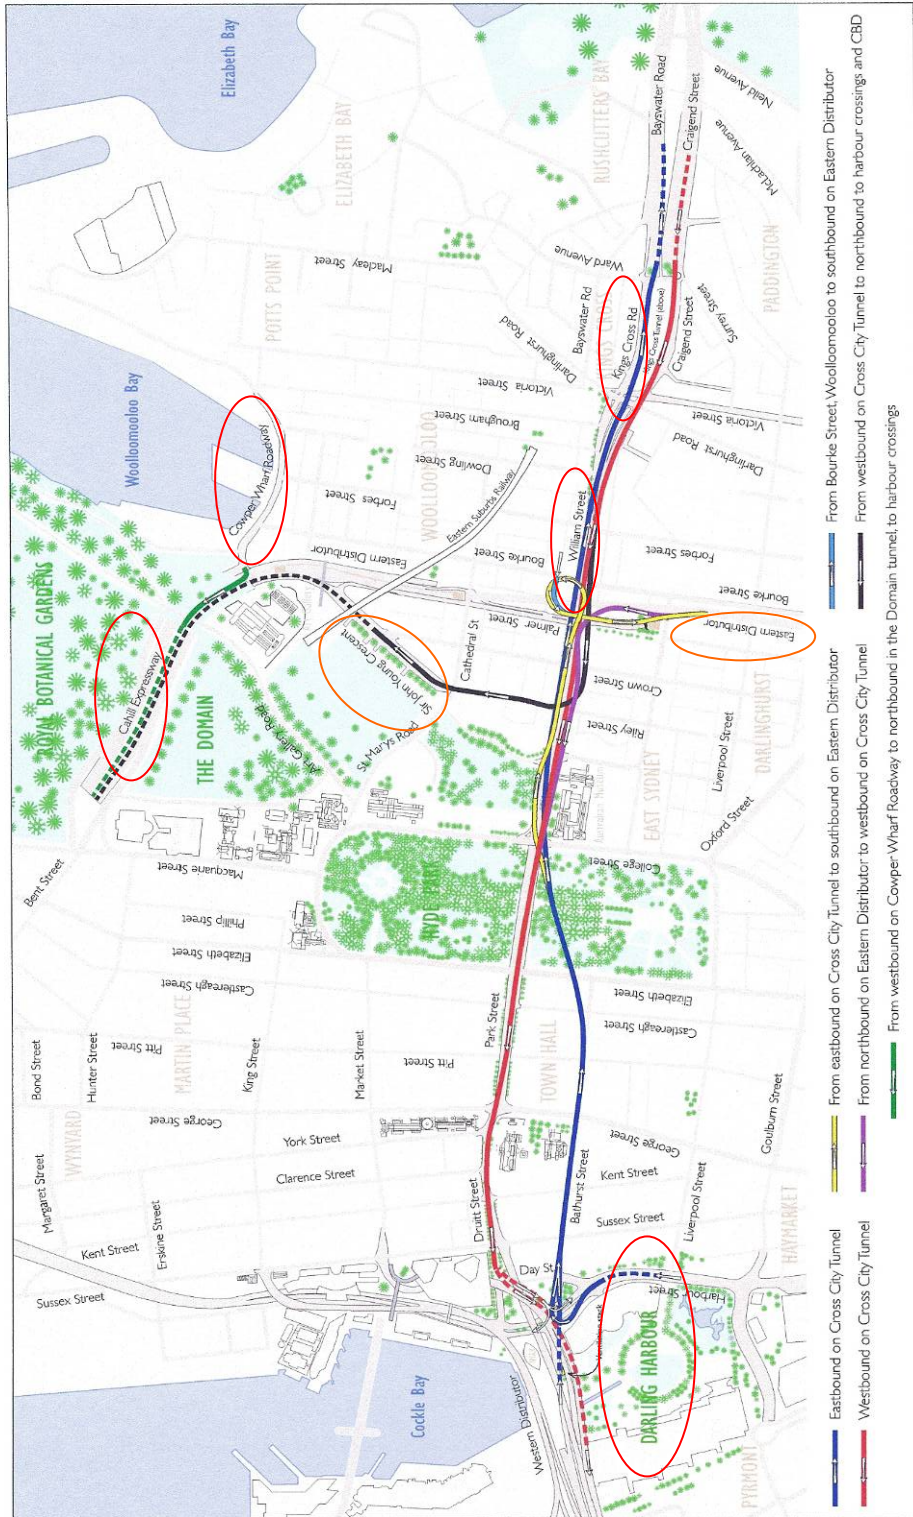 Elizabeth Bay
Woolloomooloo Bay
ROYAL BOTANICAL GARDENS
Cahill Expressway
Cowper Wharf Roadway
THE DOMAIN
Art Gallery Road
ELIZABETH BAY
POTTS POINT
Macleay Street
Bent Street
Bond Street
Hunter Street
Margaret Street
WYNYARD
Kent Street
Sussex Street
Erskine Street
Macquarie Street
Phillip Street
Elizabeth Street
Castlereagh Street
Pitt Street
MARTIN PLACE
King Street
George Street
York Street
Clarence Street
Market Street
Pitt Street
Forbes Street
Eastern Distributor
WOOLLOOMOOLOO
Dowling Street
Brougham Street
Victoria Street
Eastern Suburbs Railway
Bourke Street
Bourke Street
Sir John Young Crescent
St. Marys Road
Cathedral St
Palmer Street
William Street
RUSHCUTTERS BAY
Ward Avenue
Bayswater Rd
Darlinghurst Road
KINGS CROSS
Kings Cross Rd
Kings Cross Tunnel (above)
Bayswater Road
Craigend Street
Craigend Street
Neild Avenue
McLachlan Avenue
Surrey Street
PADDINGTON
Victoria Street
Darlinghurst Road
Forbes Street
Bourke Street
Eastern Distributor
Crown Street
Riley Street
Liverpool Street
EAST SYDNEY
DARLINGHURST
Oxford Street
College Street
HYDE PARK
Park Street
Elizabeth Street
Castlereagh Street
TOWN HALL
Druitt Street
Bathurst Street
George Street
Kent Street
Sussex Street
Liverpool Street
Goulburn Street
HAYMARKET
Day St
Harbour Street
Cockle Bay
Western Distributor
Ventilation stack
DARLING HARBOUR
PYRMONT
Eastbound on Cross City Tunnel
Westbound on Cross City Tunnel
From eastbound on Cross City Tunnel to southbound on Eastern Distributor
From northbound on Eastern Distributor to westbound on Cross City Tunnel
From Bourke Street, Woolloomooloo to southbound on Eastern Distributor
From westbound on Cross City Tunnel to northbound to harbour crossings and CBD
From westbound on Cowper Wharf Roadway to northbound in the Domain tunnel, to harbour crossings